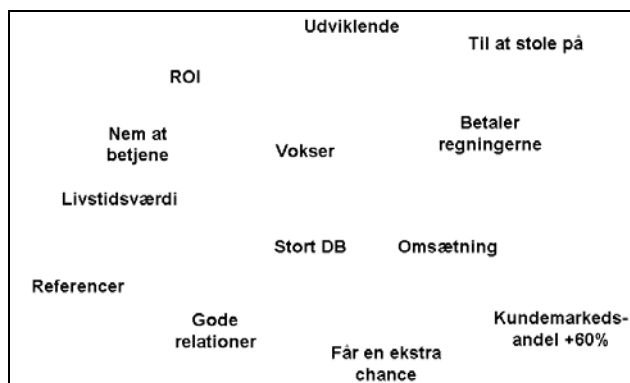 Udviklende
Til at stole på
ROI
Betaler
regningerne
Nem at
betjene
Vokser
Livstidsværdi
Stort DB
Omsætning
Referencer
Gode
relationer
Kundemarkeds-
andel +60%
Får en ekstra
chance